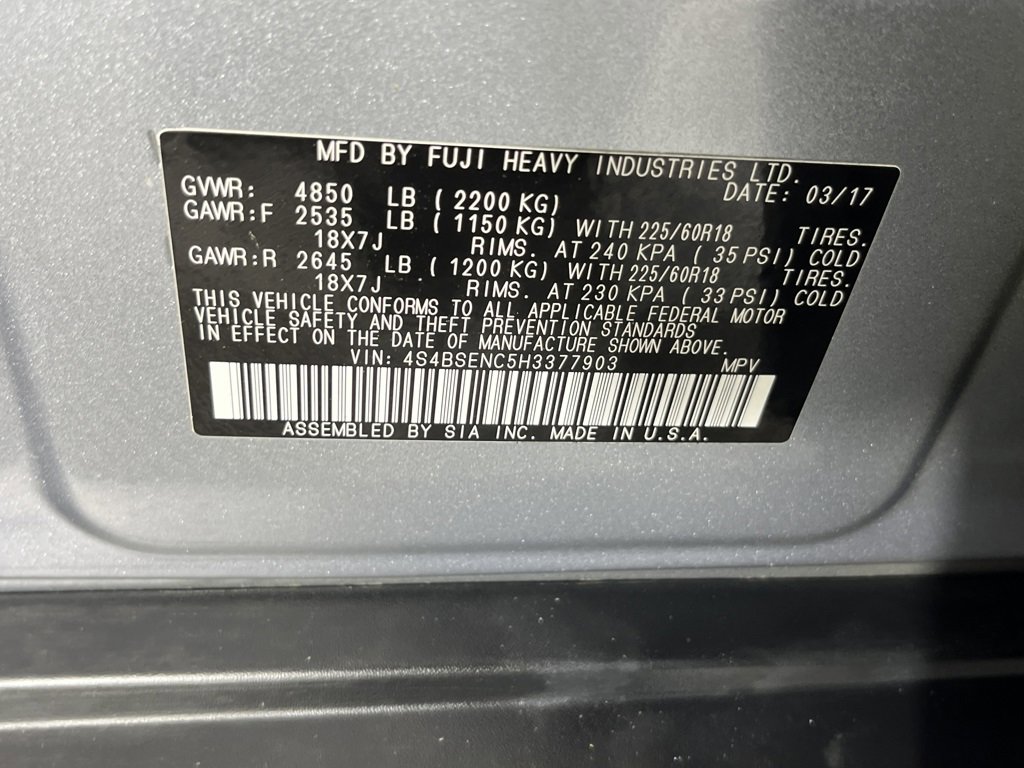 MFD BY FUJI HEAVY INDUSTRIES LTD.
GVWR: 4850 LB ( 2200 KG) DATE: 03/17
GAWR:F 2535 LB ( 1150 KG) WITH 225/60R18 TIRES.
18X7J RIMS. AT 240 KPA ( 35 PSI) COLD
GAWR:R 2645 LB ( 1200 KG) WITH 225/60R18 TIRES.
18X7J RIMS. AT 230 KPA ( 33 PSI) COLD
THIS VEHICLE CONFORMS TO ALL APPLICABLE FEDERAL MOTOR
VEHICLE SAFETY AND THEFT PREVENTION STANDARDS
IN EFFECT ON THE DATE OF MANUFACTURE SHOWN ABOVE.
VIN: 4S4BSENC5H3377903 MPV
ASSEMBLED BY SIA INC. MADE IN U.S.A.